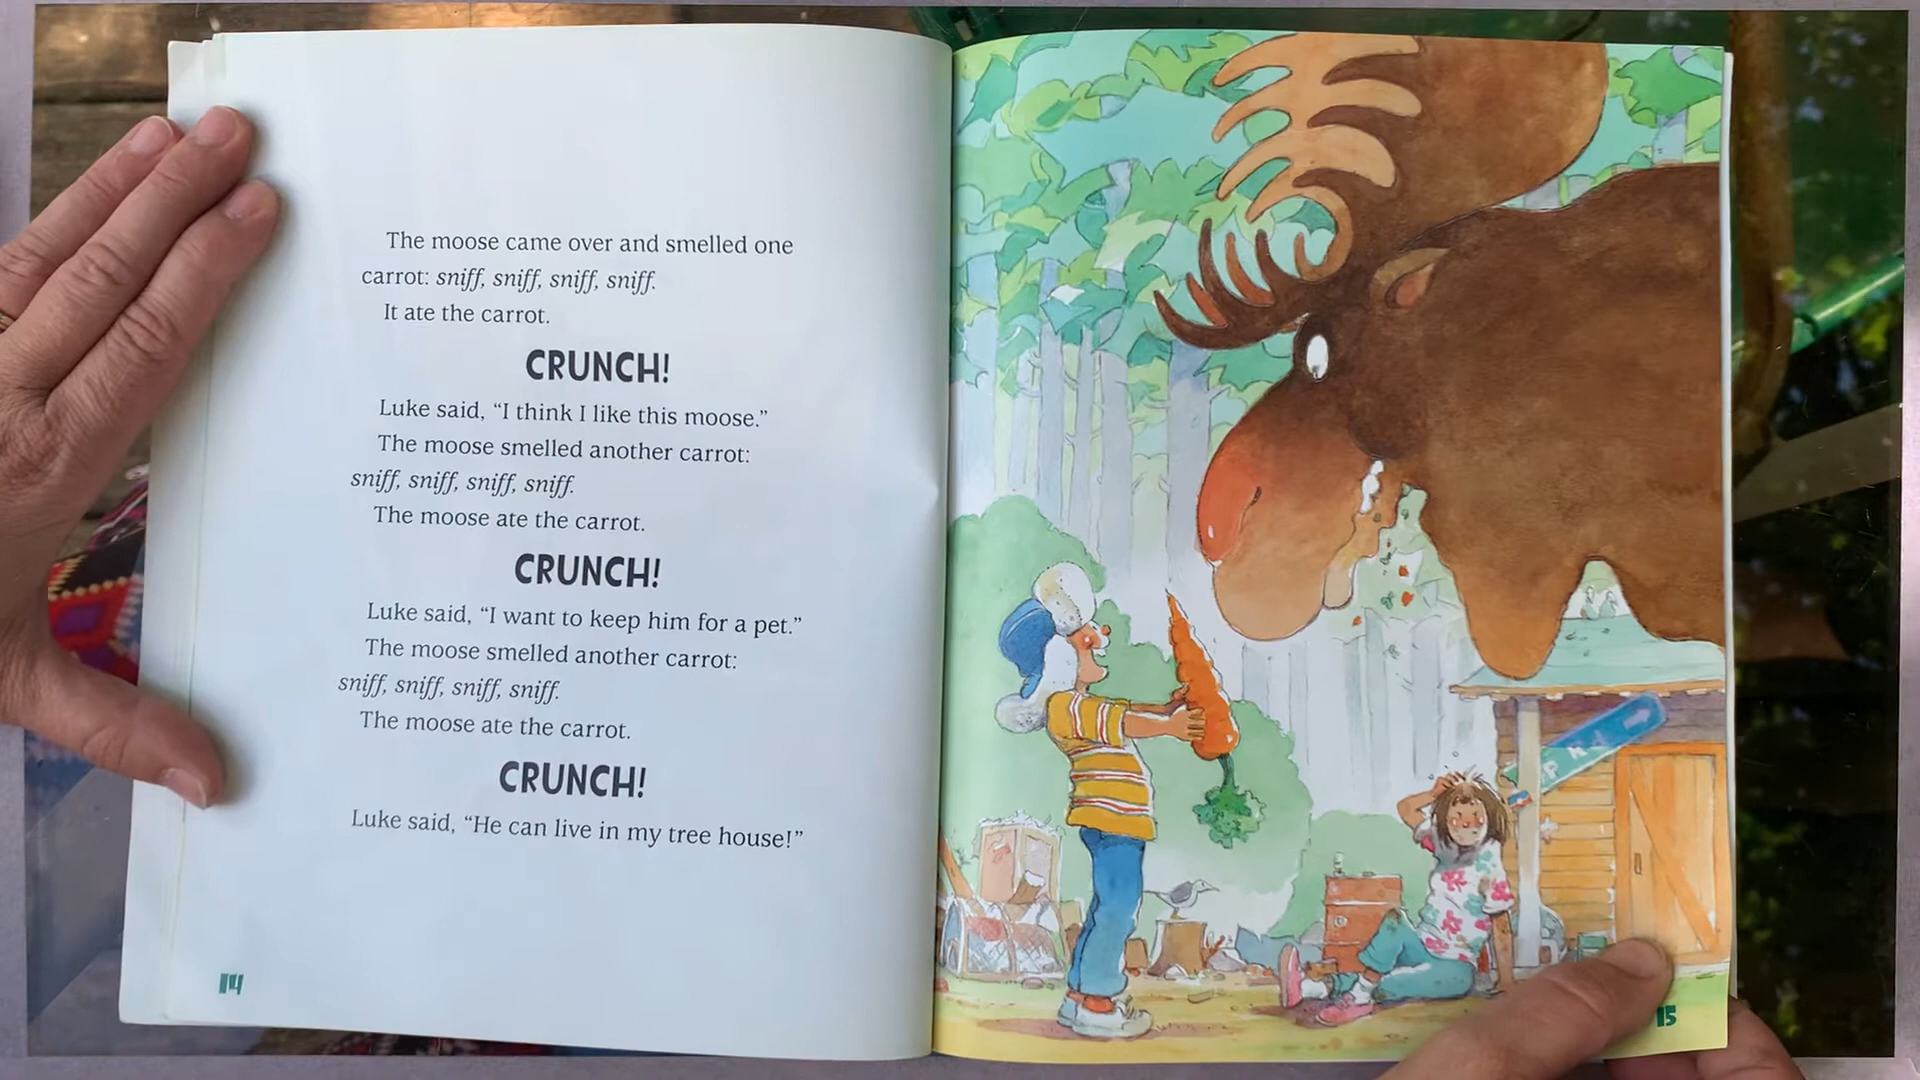 The moose came over and smelled one
carrot: sniff, sniff, sniff, sniff.
It ate the carrot.
CRUNCH!
Luke said, “I think I like this moose.”
The moose smelled another carrot:
sniff, sniff, sniff, sniff.
The moose ate the carrot.
CRUNCH!
Luke said, “I want to keep him for a pet.”
The moose smelled another carrot:
sniff, sniff, sniff, sniff.
The moose ate the carrot.
CRUNCH!
Luke said, “He can live in my tree house!”
14
15